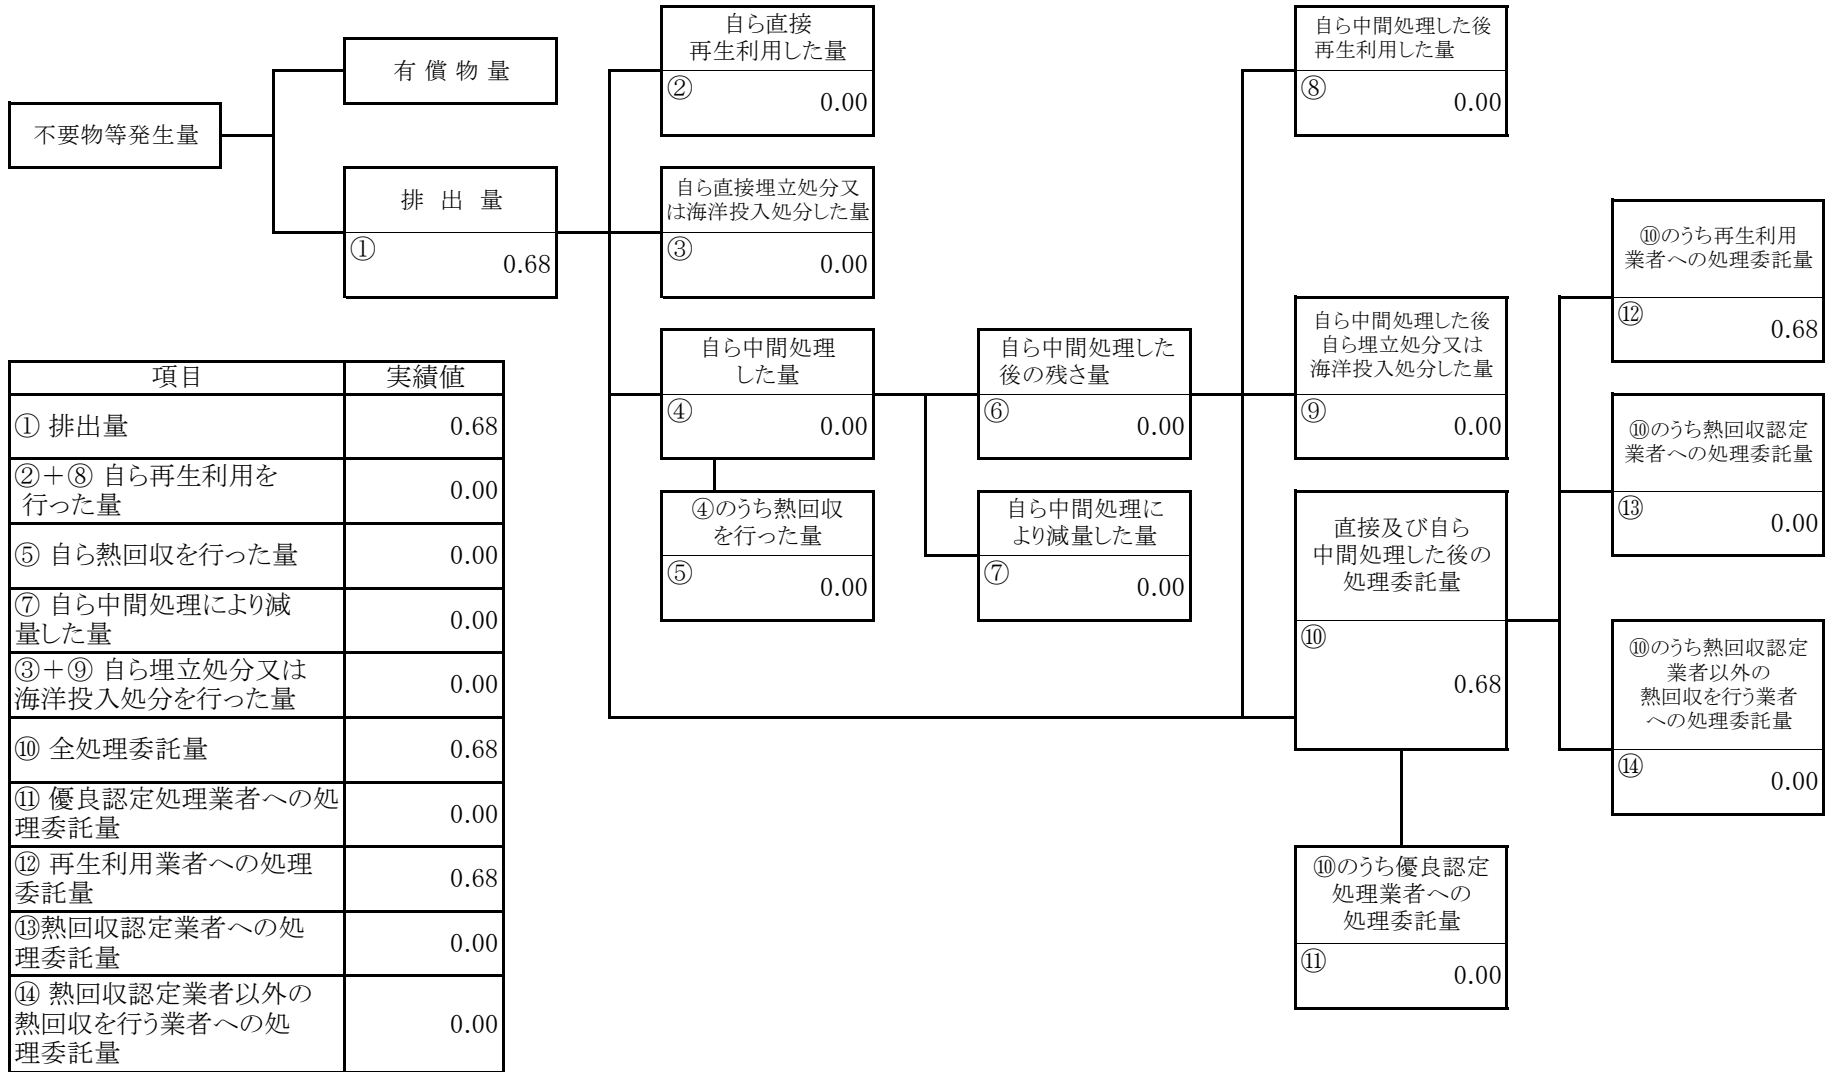 不要物等発生量
有 償 物 量
排 出 量
①
0.68
自ら直接
再生利用した量
②
0.00
自ら直接埋立処分又
は海洋投入処分した量
③
0.00
自ら中間処理
した量
④
0.00
④のうち熱回収
を行った量
⑤
0.00
自ら中間処理した
後の残さ量
⑥
0.00
自ら中間処理に
より減量した量
⑦
0.00
自ら中間処理した後
再生利用した量
⑧
0.00
自ら中間処理した後
自ら埋立処分又は
海洋投入処分した量
⑨
0.00
直接及び自ら
中間処理した後の
処理委託量
⑩
0.68
⑩のうち優良認定
処理業者への
処理委託量
⑪
0.00
⑩のうち再生利用
業者への処理委託量
⑫
0.68
⑩のうち熱回収認定
業者への処理委託量
⑬
0.00
⑩のうち熱回収認定
業者以外の
熱回収を行う業者
への処理委託量
⑭
0.00
項目 実績値
① 排出量 0.68
②＋⑧ 自ら再生利用を
行った量 0.00
⑤ 自ら熱回収を行った量 0.00
⑦ 自ら中間処理により減
量した量 0.00
③＋⑨ 自ら埋立処分又は
海洋投入処分を行った量 0.00
⑩ 全処理委託量 0.68
⑪ 優良認定処理業者への処
理委託量 0.00
⑫ 再生利用業者への処理
委託量 0.68
⑬熱回収認定業者への処
理委託量 0.00
⑭ 熱回収認定業者以外の
熱回収を行う業者への処
理委託量 0.00